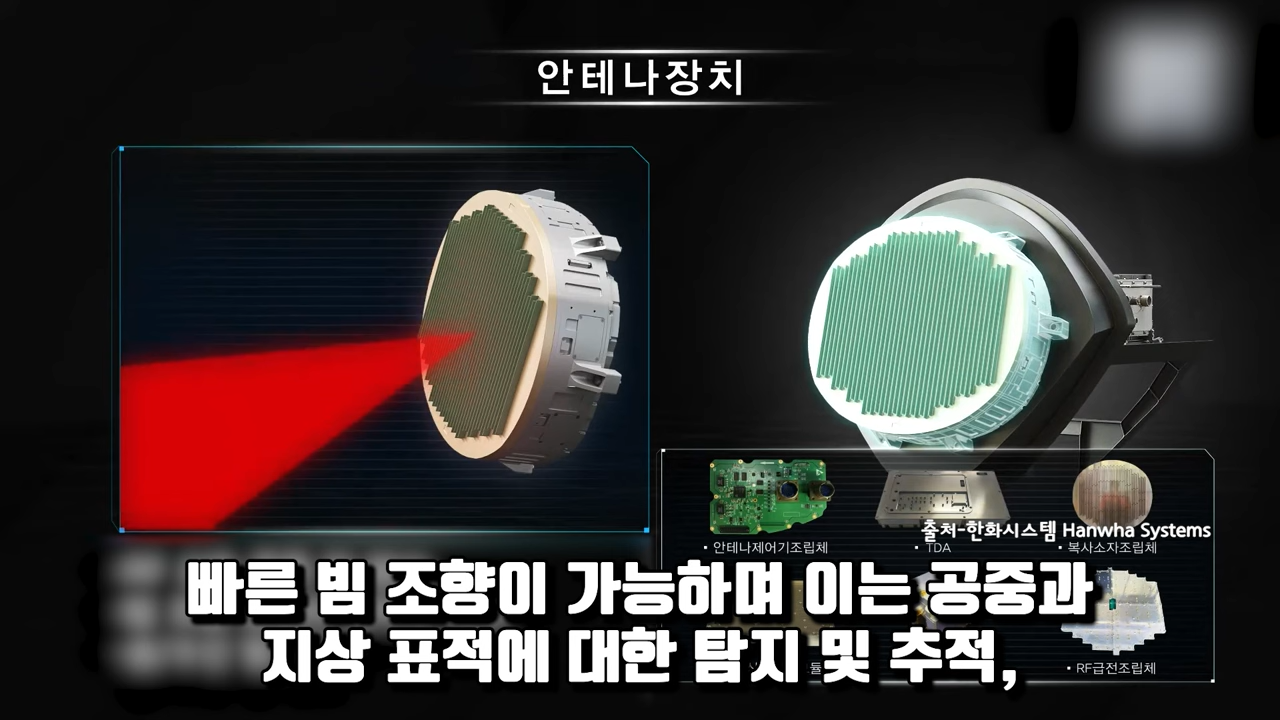 안테나장치
출처-한화시스템 Hanwha Systems
· 안테나제어기조립체
· TDA
· 복사소자조립체
빠른 빔 조향이 가능하며 이는 공중과
지상 표적에 대한 탐지 및 추적,
· RF급전조립체